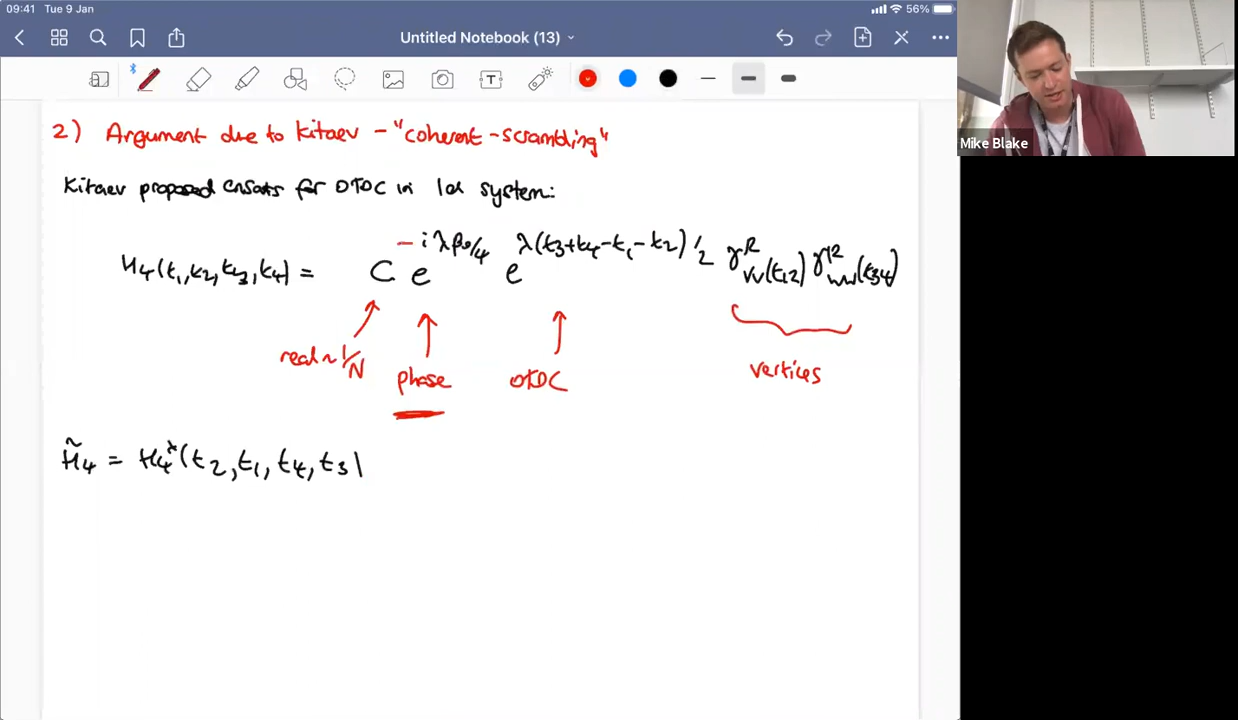 09:41 Tue 9 Jan
56%
Untitled Notebook (13)
T
Mike Blake
2) Argument due to Kitaev - "coherent-scrambling"
Kitaev proposed ansatz for OTOC in 1d system:
H₄(t₁,t₂,t₃,t₄) = C e^{-iλβ₀/4} e^{λ(t₃+t₄-t₁-t₂)/2} γ^R_{VV}(t₁₂) γ^R_{WW}(t₃₄)
real ~ 1/N
phase
OTOC
vertices
H̃₄ = H₄*(t₂,t₁,t₄,t₃)